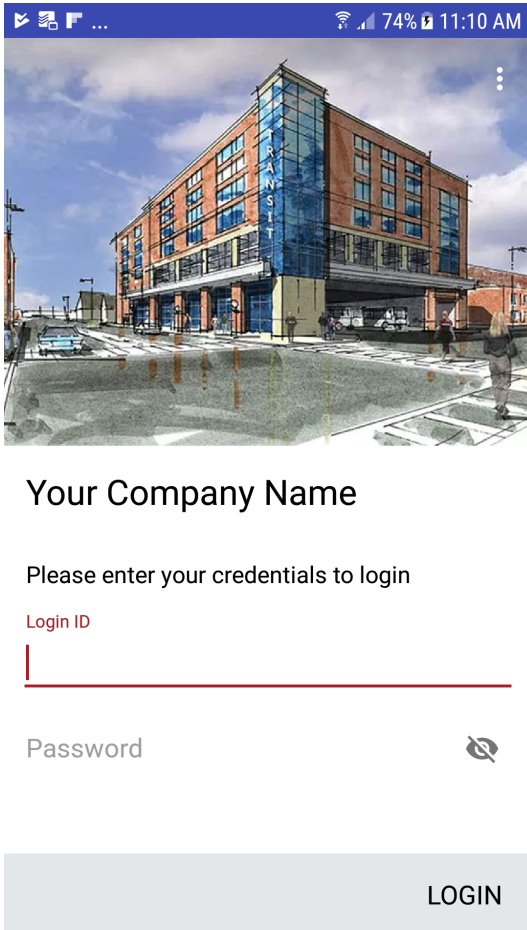 ... 74% 11:10 AM
TRANSIT
Your Company Name
Please enter your credentials to login
Login ID
Password
LOGIN